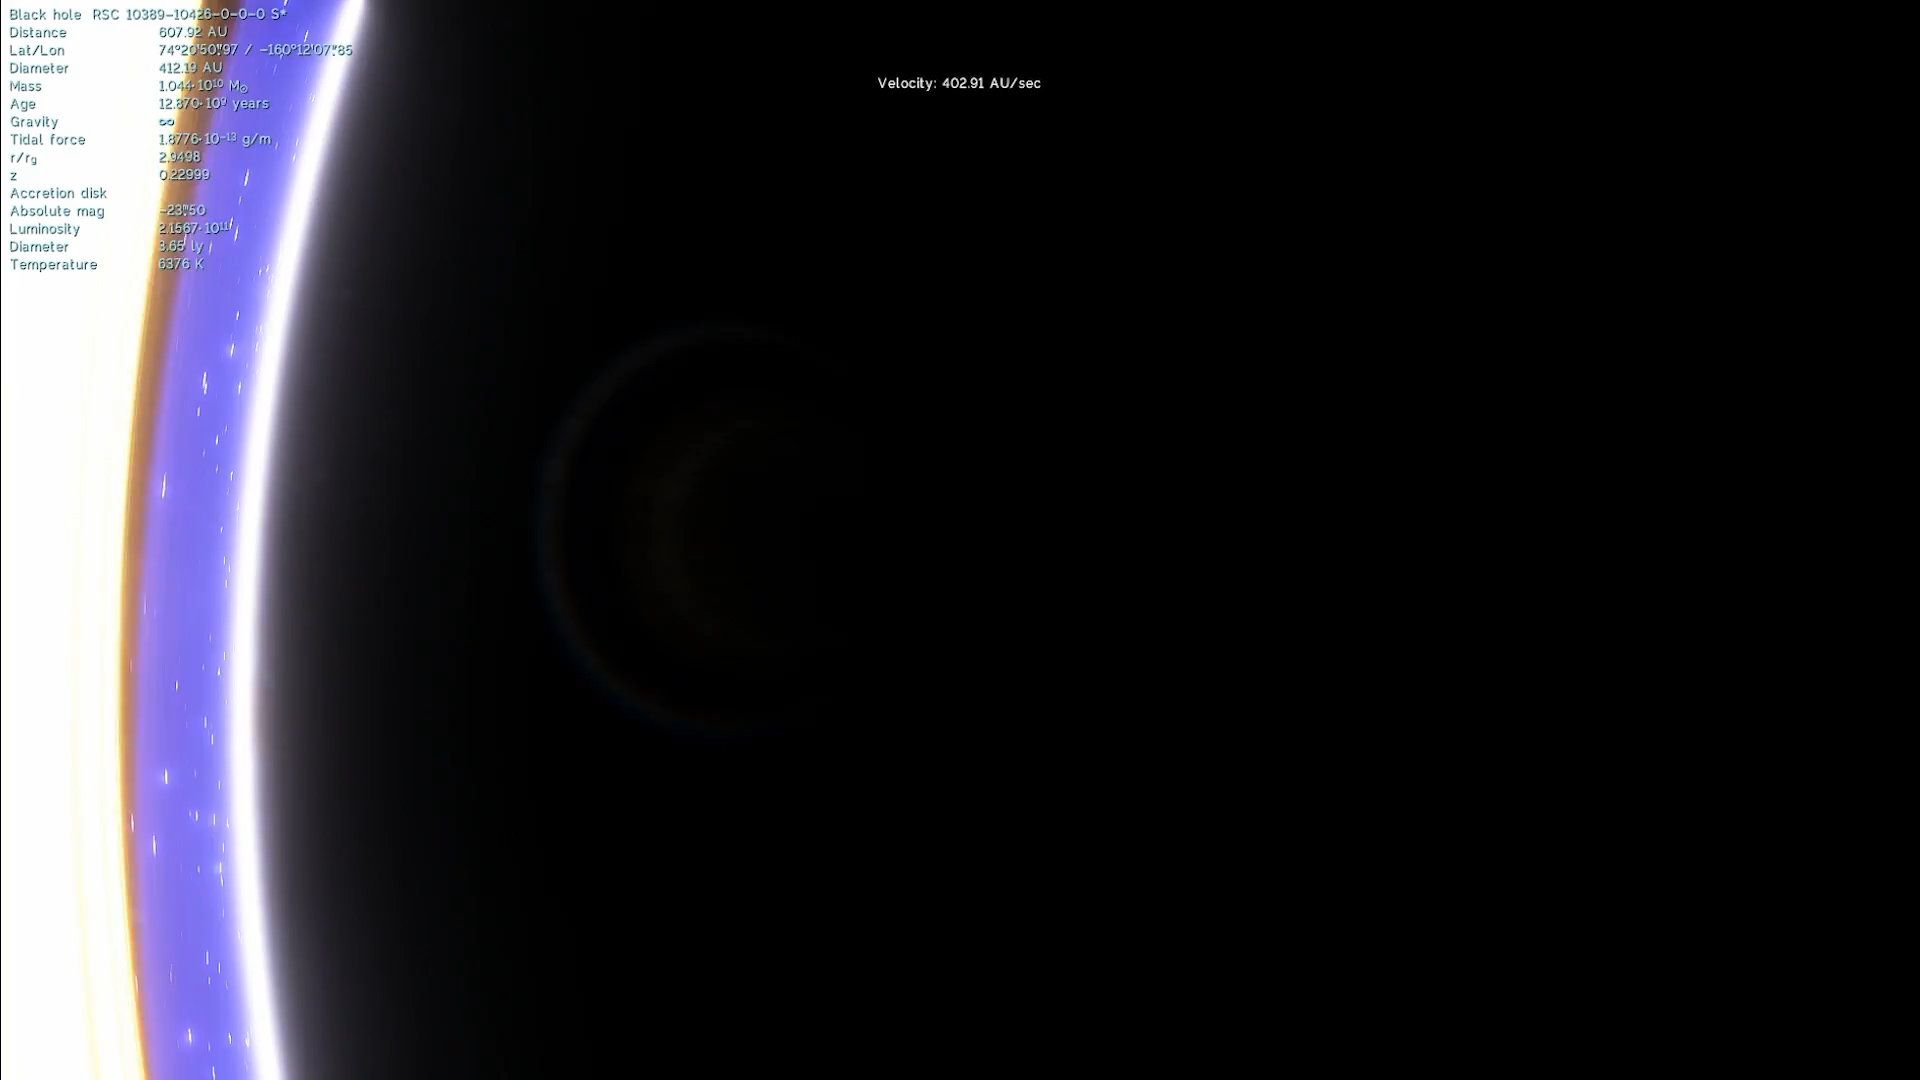 Black hole RSC 10389-10426-0-0-0 S*
Distance 607.92 AU
Lat/Lon 74°20'50"97 / -160°12'07"85
Diameter 412.19 AU
Mass 1.044·10¹⁰ M☉
Age 12.870·10⁹ years
Gravity ∞
Tidal force 1.8776·10⁻¹³ g/m
r/rg 2.9498
z 0.22999
Accretion disk
Absolute mag -23ᵐ50
Luminosity 2.1567·10¹¹
Diameter 3.65 ly
Temperature 6376 K
Velocity: 402.91 AU/sec